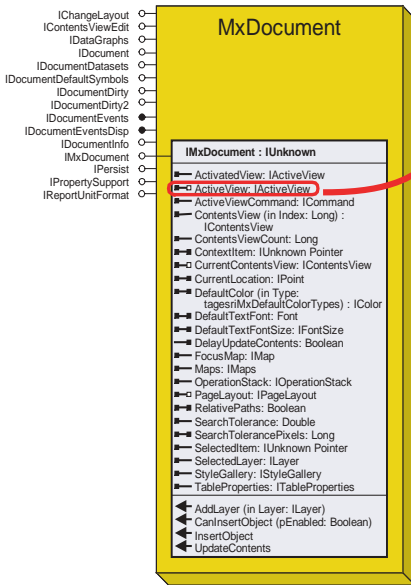 IChangeLayout
IContentsViewEdit
IDataGraphs
IDocument
IDocumentDatasets
IDocumentDefaultSymbols
IDocumentDirty
IDocumentDirty2
IDocumentEvents
IDocumentEventsDisp
IDocumentInfo
IMxDocument
IPersist
IPropertySupport
IReportUnitFormat
MxDocument
IMxDocument : IUnknown
ActivatedView: IActiveView
ActiveView: IActiveView
ActiveViewCommand: ICommand
ContentsView (in Index: Long) :
IContentsView
ContentsViewCount: Long
ContextItem: IUnknown Pointer
CurrentContentsView: IContentsView
CurrentLocation: IPoint
DefaultColor (in Type:
tagesriMxDefaultColorTypes) : IColor
DefaultTextFont: Font
DefaultTextFontSize: IFontSize
DelayUpdateContents: Boolean
FocusMap: IMap
Maps: IMaps
OperationStack: IOperationStack
PageLayout: IPageLayout
RelativePaths: Boolean
SearchTolerance: Double
SearchTolerancePixels: Long
SelectedItem: IUnknown Pointer
SelectedLayer: ILayer
StyleGallery: IStyleGallery
TableProperties: ITableProperties
AddLayer (in Layer: ILayer)
CanInsertObject (pEnabled: Boolean)
InsertObject
UpdateContents